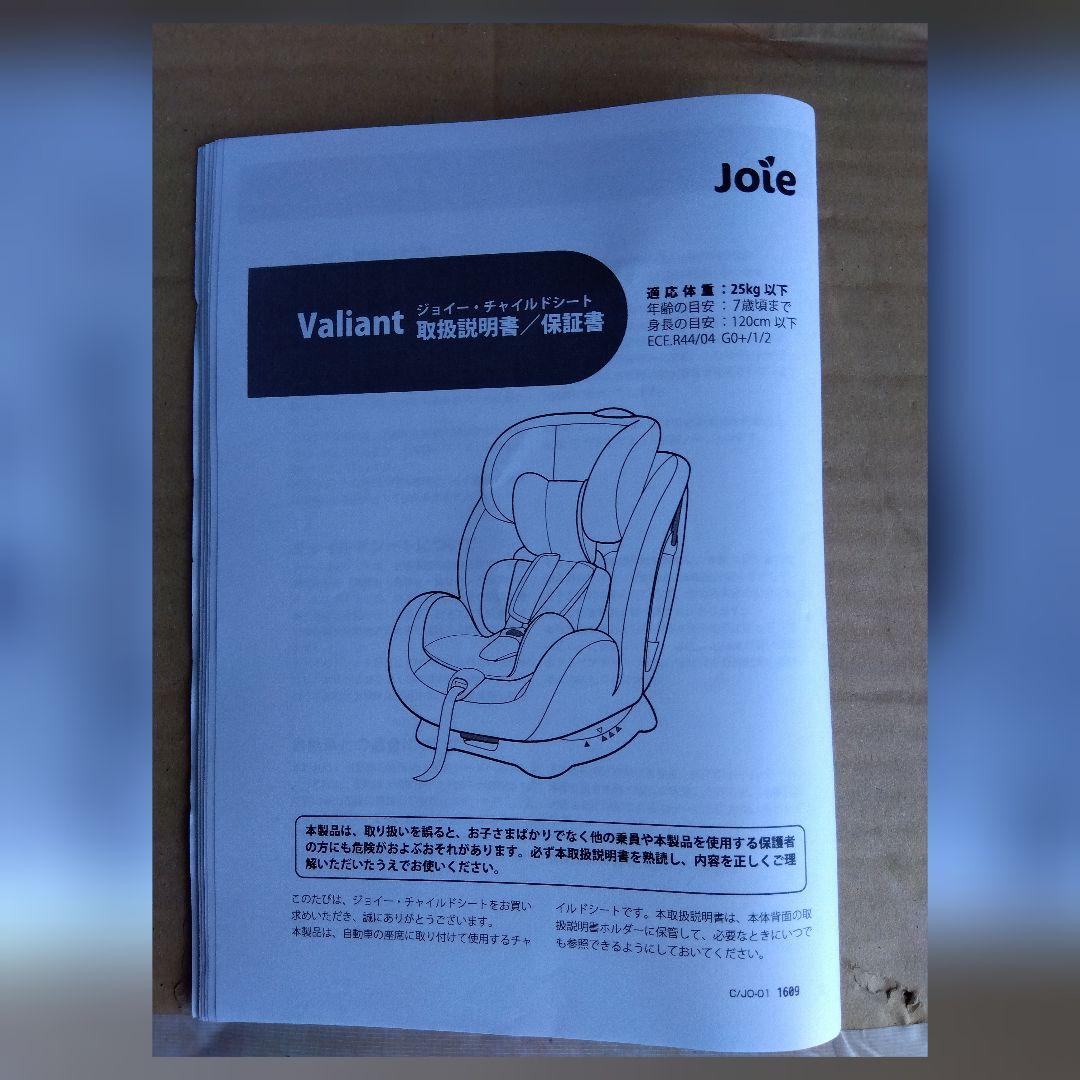 Joie
Valiant
ジョイー・チャイルドシート
取扱説明書／保証書
適応体重：25kg 以下
年齢の目安：7歳頃まで
身長の目安：120cm 以下
ECE.R44/04 G0+/1/2
本製品は、取り扱いを誤ると、お子さまばかりでなく他の乗員や本製品を使用する保護者
の方にも危険がおよぶおそれがあります。必ず本取扱説明書を熟読し、内容を正しくご理
解いただいたうえでお使いください。
このたびは、ジョイー・チャイルドシートをお買い
求めいただき、誠にありがとうございます。
本製品は、自動車の座席に取り付けて使用するチャ
イルドシートです。本取扱説明書は、本体背面の取
扱説明書ホルダーに保管して、必要なときにいつで
も参照できるようにしておいてください。
C/JO-01 1609